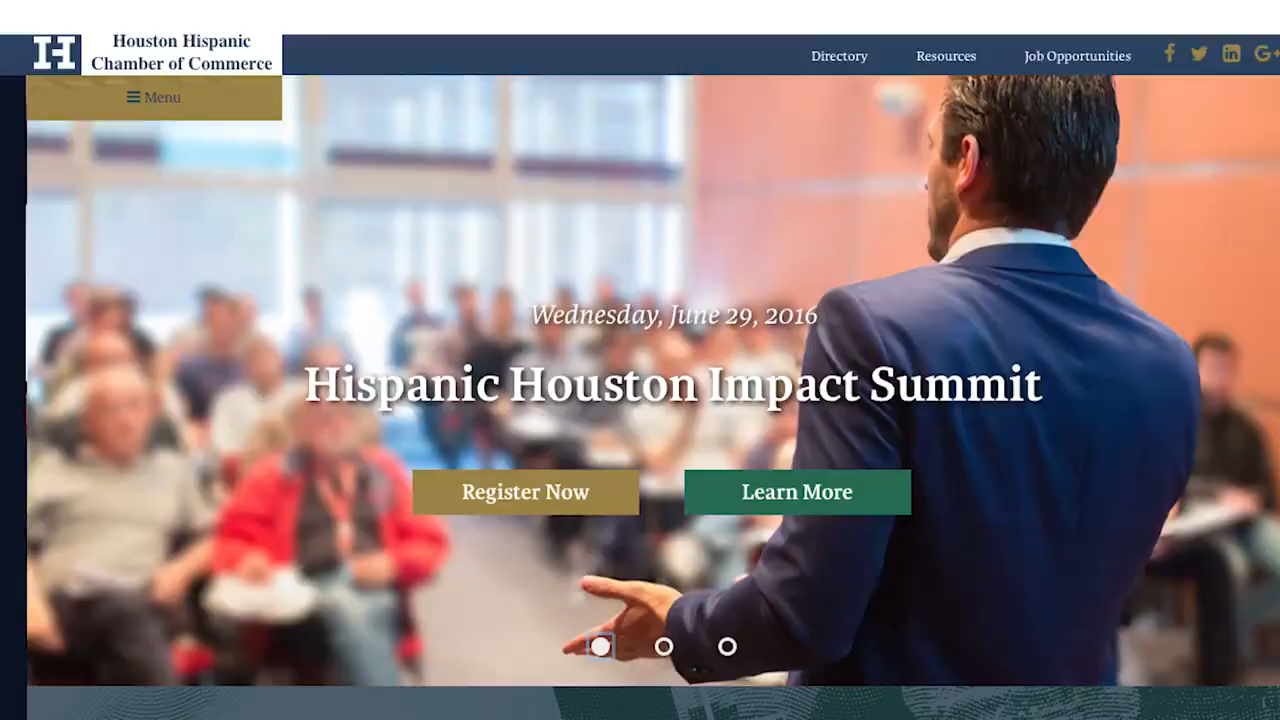 Houston Hispanic
Chamber of Commerce
Directory
Resources
Job Opportunities
Menu
Wednesday, June 29, 2016
Hispanic Houston Impact Summit
Register Now
Learn More